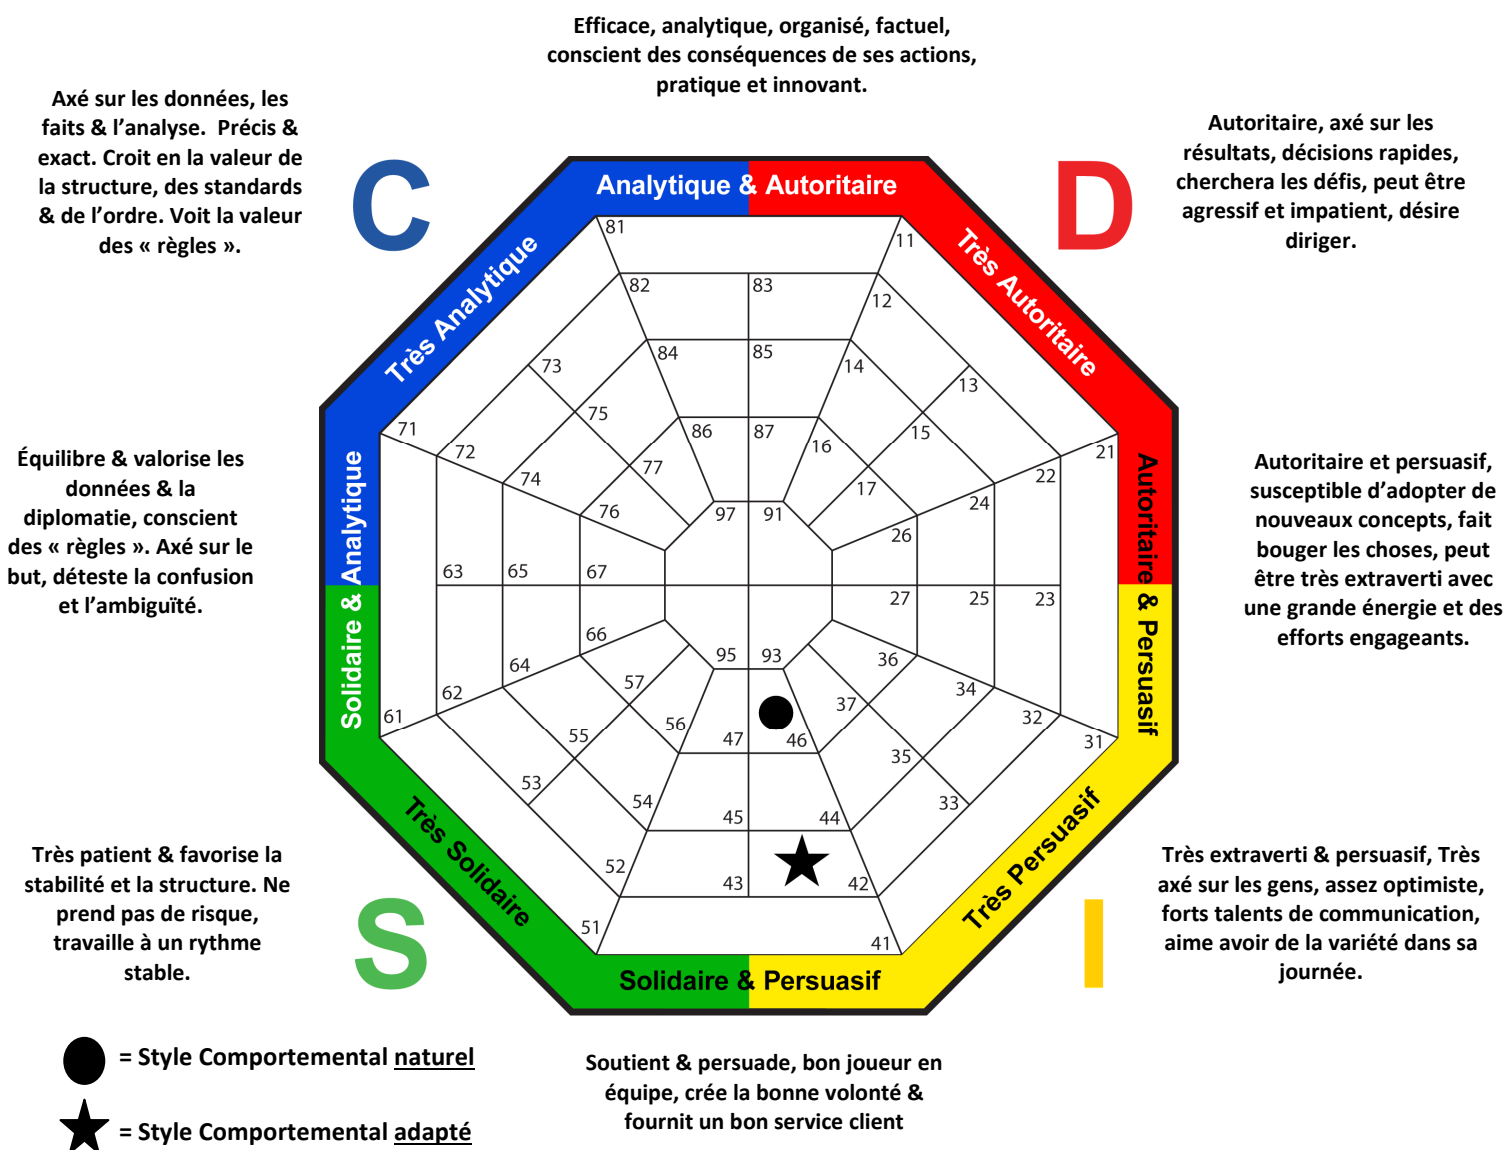 Efficace, analytique, organisé, factuel,
conscient des conséquences de ses actions,
pratique et innovant.
Axé sur les données, les
faits & l’analyse. Précis &
exact. Croit en la valeur de
la structure, des standards
& de l’ordre. Voit la valeur
des « règles ».
C
D
Autoritaire, axé sur les
résultats, décisions rapides,
cherchera les défis, peut être
agressif et impatient, désire
diriger.
Analytique & Autoritaire
Très Analytique
Très Autoritaire
81
11
82
83
12
84
85
14
73
13
75
15
71
72
86
87
16
21
77
22
74
17
24
76
97
91
26
Équilibre & valorise les
données & la
diplomatie, conscient
des « règles ». Axé sur le
but, déteste la confusion
et l’ambiguïté.
Solidaire & Analytique
Autoritaire & Persuasif
Autoritaire et persuasif,
susceptible d’adopter de
nouveaux concepts, fait
bouger les choses, peut
être très extraverti avec
une grande énergie et des
efforts engageants.
63
65
67
27
25
23
66
95
93
36
64
57
34
62
37
61
56
32
55
47
46
31
35
53
54
33
45
44
52
43
42
51
41
Très Solidaire
Très Persuasif
Solidaire & Persuasif
Très patient & favorise la
stabilité et la structure. Ne
prend pas de risque,
travaille à un rythme
stable.
S
I
Très extraverti & persuasif, Très
axé sur les gens, assez optimiste,
forts talents de communication,
aime avoir de la variété dans sa
journée.
= Style Comportemental naturel
= Style Comportemental adapté
Soutient & persuade, bon joueur en
équipe, crée la bonne volonté &
fournit un bon service client